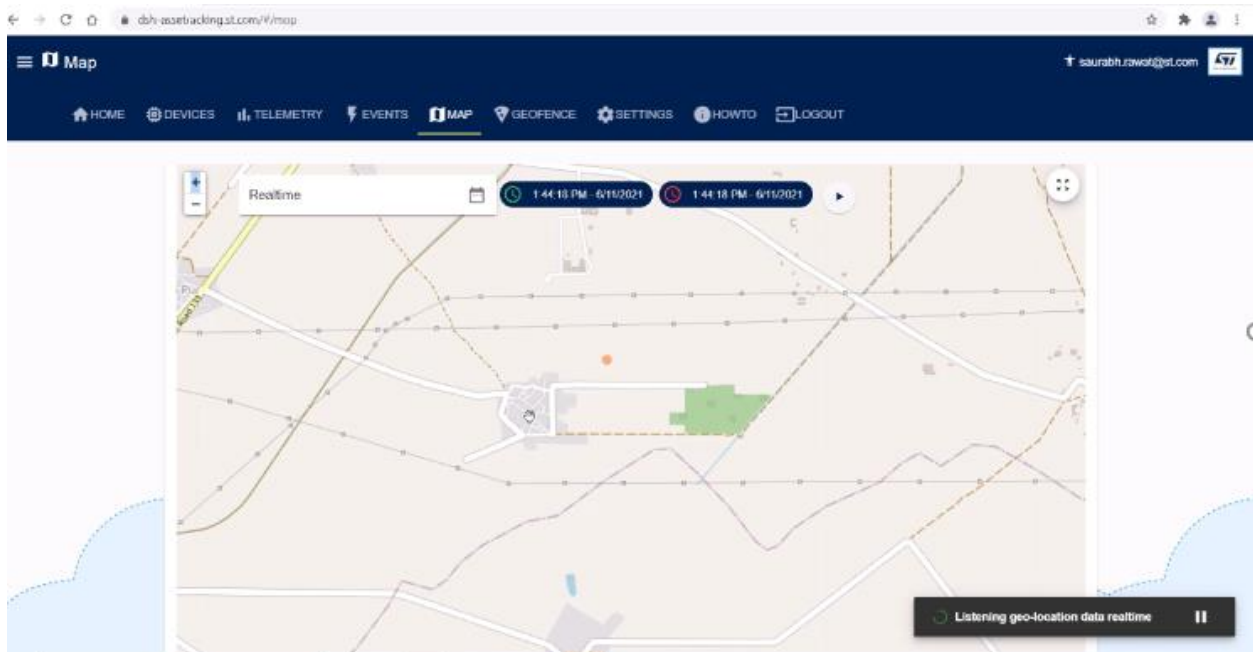 dsh-assetracking.st.com/#/map
Map
saurabh.rawat@st.com
HOME DEVICES TELEMETRY EVENTS MAP GEOFENCE SETTINGS HOWTO LOGOUT
Realtime 1:44:18 PM - 6/11/2021 1:44:18 PM - 6/11/2021
Listening geo-location data realtime